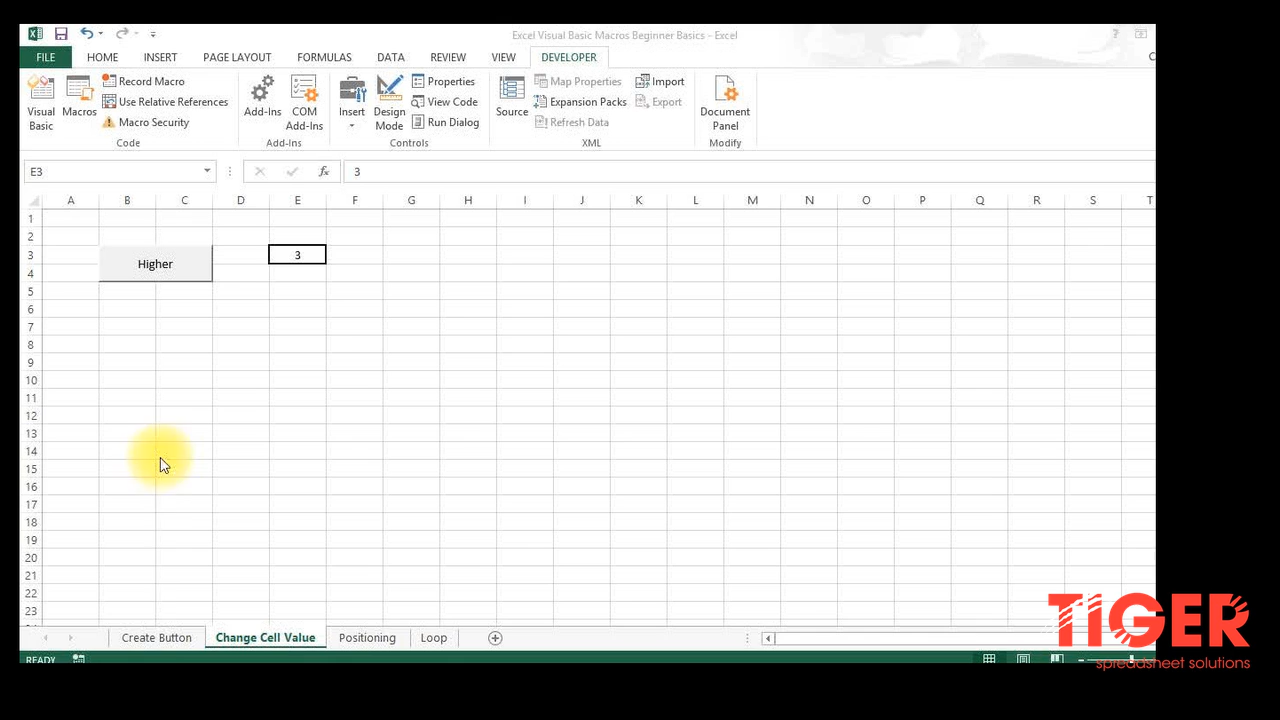 Excel Visual Basic Macros Beginner Basics - Excel
FILE HOME INSERT PAGE LAYOUT FORMULAS DATA REVIEW VIEW DEVELOPER
Visual Basic
Macros
Record Macro
Use Relative References
Macro Security
Code
Add-Ins
COM Add-Ins
Add-Ins
Insert
Design Mode
Properties
View Code
Run Dialog
Controls
Source
Map Properties
Expansion Packs
Refresh Data
Import
Export
XML
Document Panel
Modify
E3 fx 3
A B C D E F G H I J K L M N O P Q R S T
1
2
3 3
Higher
4
5
6
7
8
9
10
11
12
13
14
15
16
17
18
19
20
21
22
23
Create Button Change Cell Value Positioning Loop
READY
TIGER
spreadsheet solutions